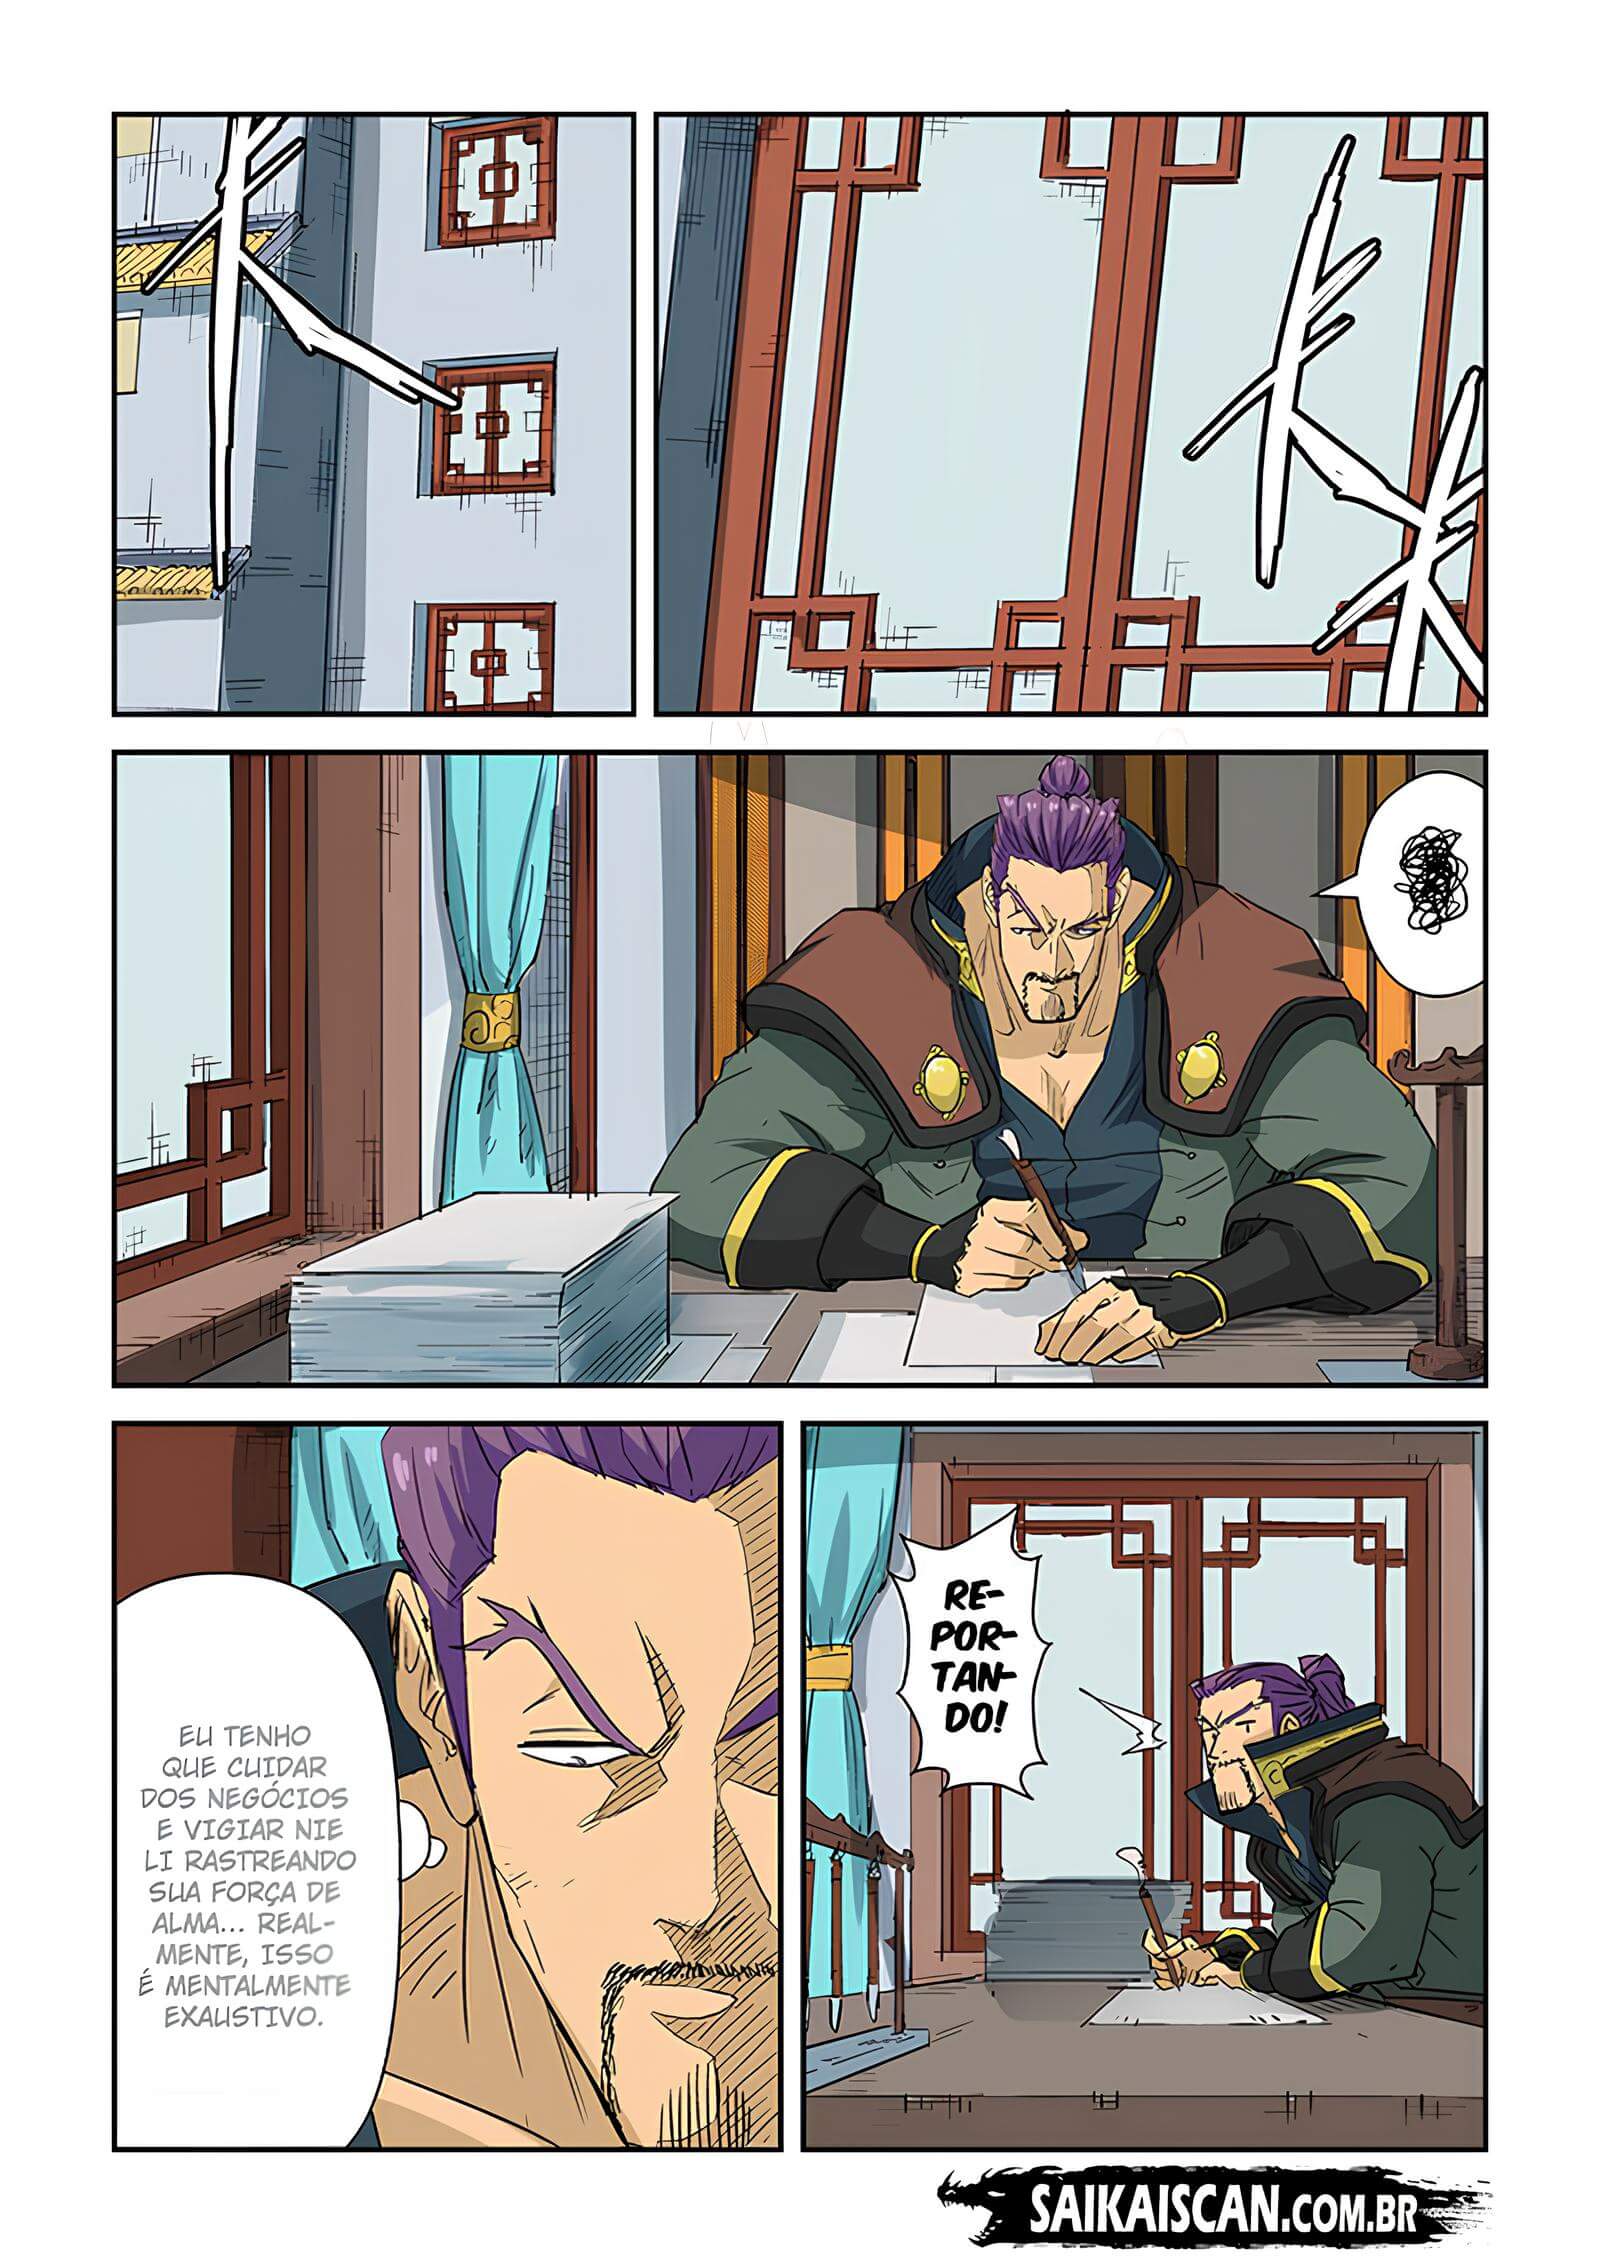 EU TENHO
QUE CUIDAR
DOS NEGÓCIOS
E VIGIAR NIE
LI RASTREANDO
SUA FORÇA DE
ALMA... REAL-
MENTE, ISSO
É MENTALMENTE
EXAUSTIVO.
RE-
POR-
TAN-
DO!
SAIKAISCAN.COM.BR